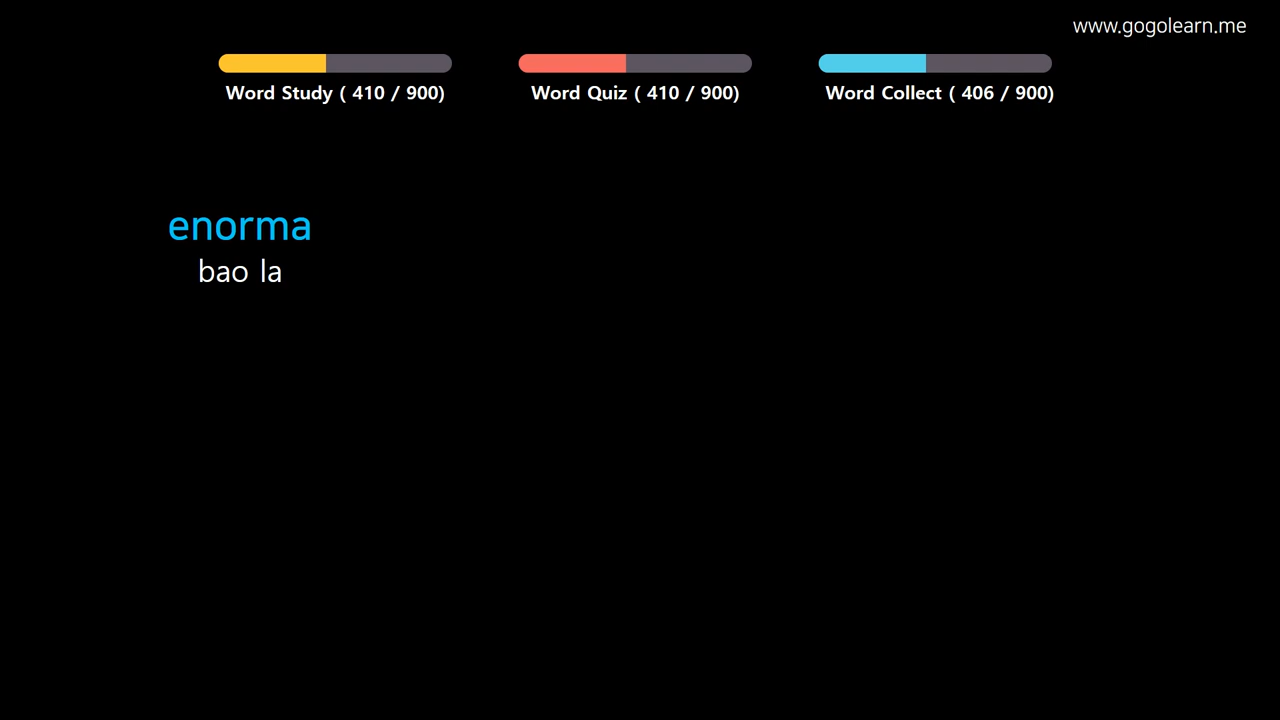 www.gogolearn.me
Word Study ( 410 / 900)
Word Quiz ( 410 / 900)
Word Collect ( 406 / 900)
enorma
bao la